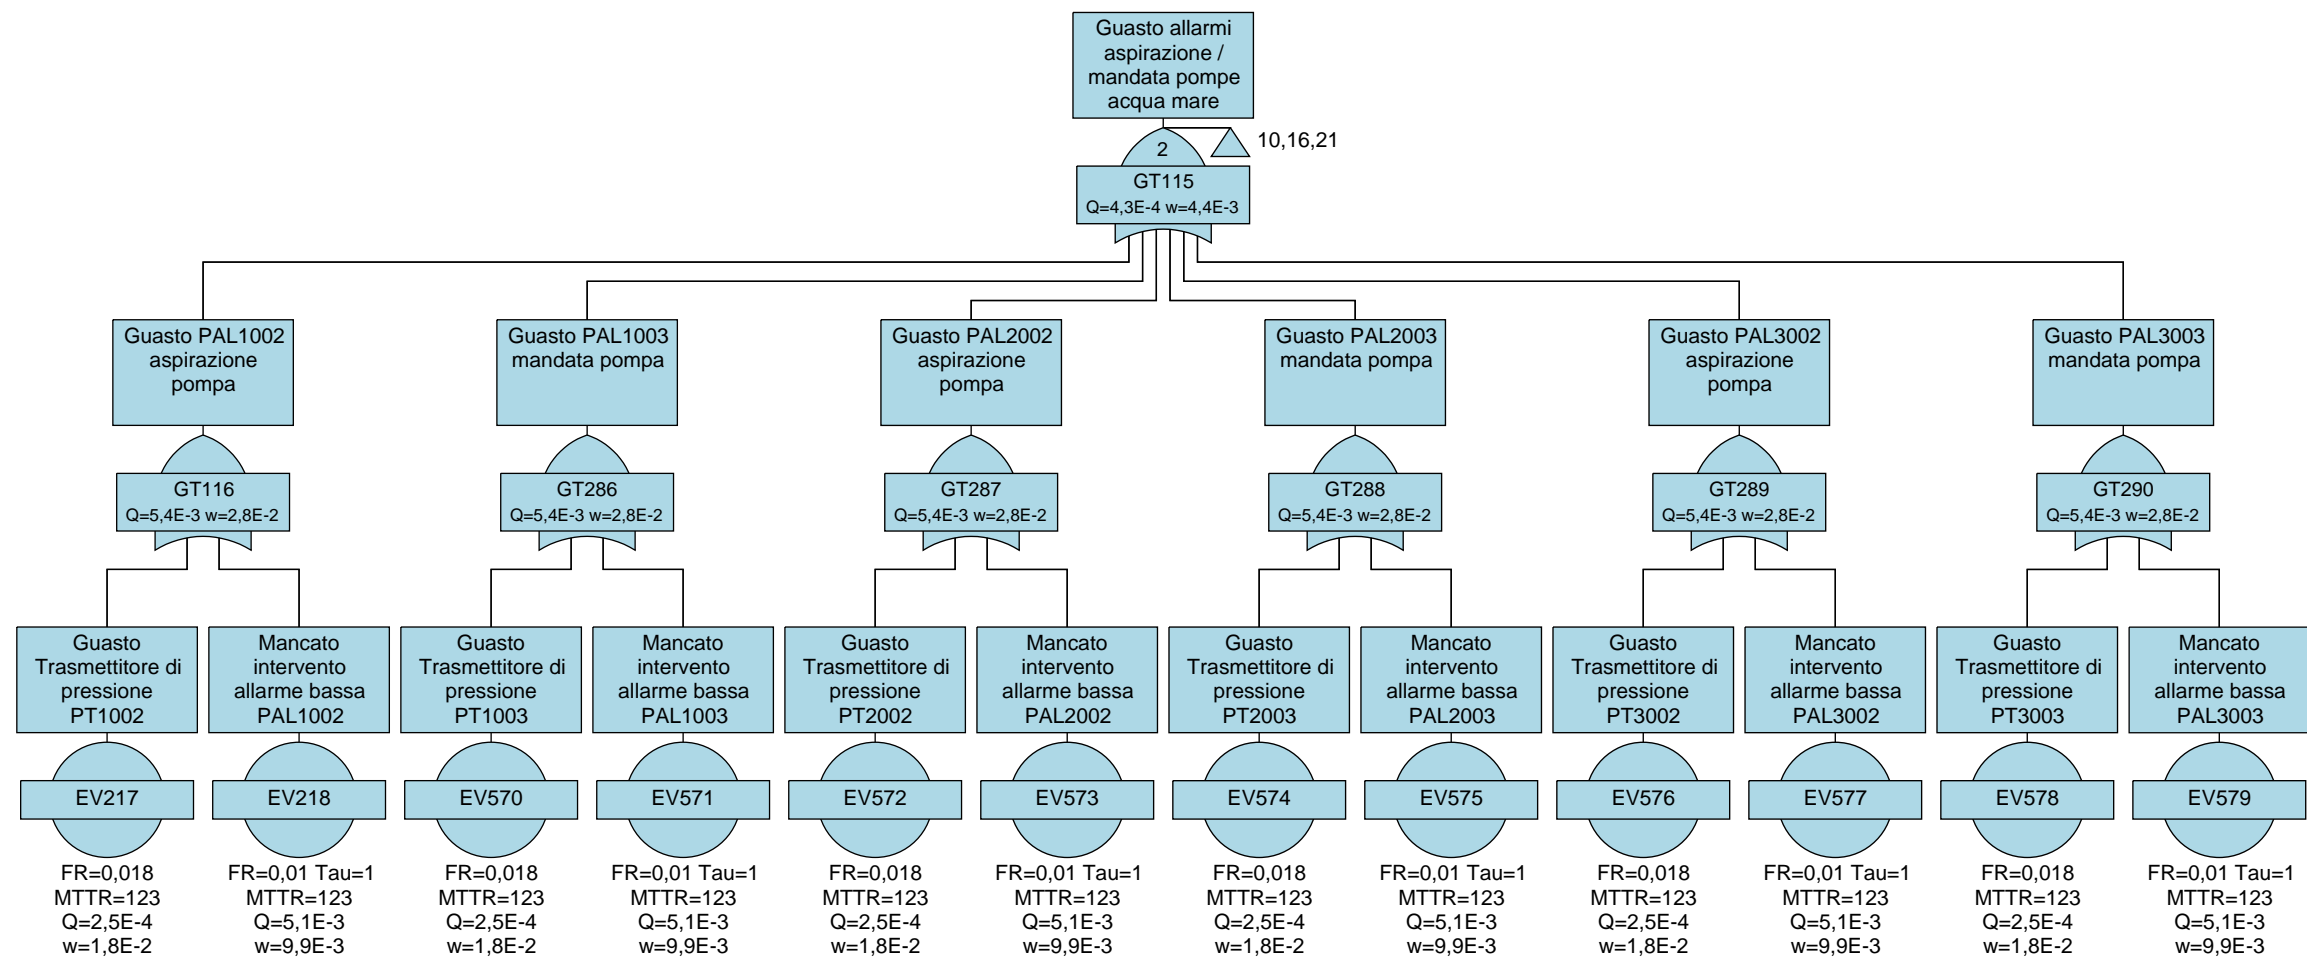 Guasto allarmi
aspirazione /
mandata pompe
acqua mare
2
10,16,21
GT115
Q=4,3E-4 w=4,4E-3
Guasto PAL1002
aspirazione
pompa
GT116
Q=5,4E-3 w=2,8E-2
Guasto PAL1003
mandata pompa
GT286
Q=5,4E-3 w=2,8E-2
Guasto PAL2002
aspirazione
pompa
GT287
Q=5,4E-3 w=2,8E-2
Guasto PAL2003
mandata pompa
GT288
Q=5,4E-3 w=2,8E-2
Guasto PAL3002
aspirazione
pompa
GT289
Q=5,4E-3 w=2,8E-2
Guasto PAL3003
mandata pompa
GT290
Q=5,4E-3 w=2,8E-2
Guasto
Trasmettitore di
pressione
PT1002
EV217
FR=0,018
MTTR=123
Q=2,5E-4
w=1,8E-2
Mancato
intervento
allarme bassa
PAL1002
EV218
FR=0,01 Tau=1
MTTR=123
Q=5,1E-3
w=9,9E-3
Guasto
Trasmettitore di
pressione
PT1003
EV570
FR=0,018
MTTR=123
Q=2,5E-4
w=1,8E-2
Mancato
intervento
allarme bassa
PAL1003
EV571
FR=0,01 Tau=1
MTTR=123
Q=5,1E-3
w=9,9E-3
Guasto
Trasmettitore di
pressione
PT2002
EV572
FR=0,018
MTTR=123
Q=2,5E-4
w=1,8E-2
Mancato
intervento
allarme bassa
PAL2002
EV573
FR=0,01 Tau=1
MTTR=123
Q=5,1E-3
w=9,9E-3
Guasto
Trasmettitore di
pressione
PT2003
EV574
FR=0,018
MTTR=123
Q=2,5E-4
w=1,8E-2
Mancato
intervento
allarme bassa
PAL2003
EV575
FR=0,01 Tau=1
MTTR=123
Q=5,1E-3
w=9,9E-3
Guasto
Trasmettitore di
pressione
PT3002
EV576
FR=0,018
MTTR=123
Q=2,5E-4
w=1,8E-2
Mancato
intervento
allarme bassa
PAL3002
EV577
FR=0,01 Tau=1
MTTR=123
Q=5,1E-3
w=9,9E-3
Guasto
Trasmettitore di
pressione
PT3003
EV578
FR=0,018
MTTR=123
Q=2,5E-4
w=1,8E-2
Mancato
intervento
allarme bassa
PAL3003
EV579
FR=0,01 Tau=1
MTTR=123
Q=5,1E-3
w=9,9E-3